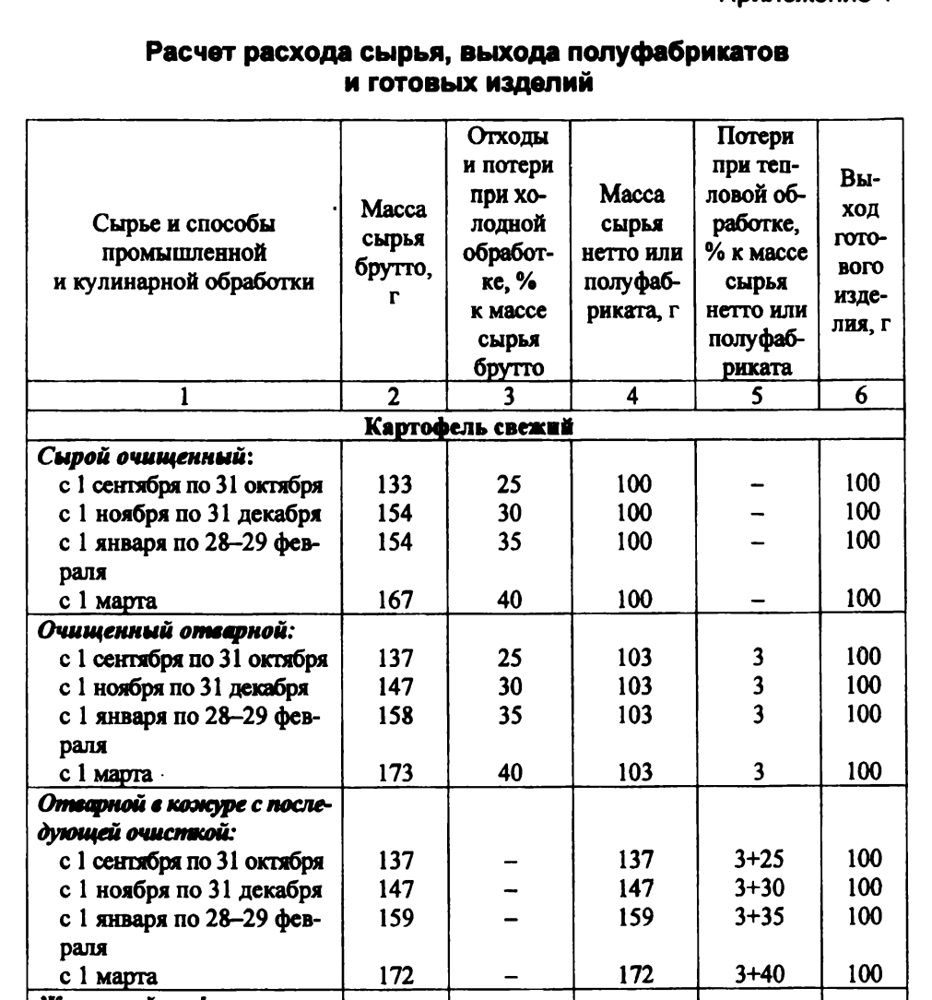 Приложение
Расчет расхода сырья, выхода полуфабрикатов
и готовых изделий
Сырье и способы
промышленной
и кулинарной обработки
Масса
сырья
брутто,
г
Отходы
и потери
при хо-
лодной
обработ-
ке, %
к массе
сырья
брутто
Масса
сырья
нетто или
полуфаб-
риката, г
Потери
при теп-
ловой об-
работке,
% к массе
сырья
нетто или
полуфаб-
риката
Вы-
ход
гото-
вого
изде-
лия, г
1 2 3 4 5 6
Картофель свежий
Сырой очищенный:
с 1 сентября по 31 октября 133 25 100 – 100
с 1 ноября по 31 декабря 154 30 100 – 100
с 1 января по 28–29 фев- 154 35 100 – 100
раля
с 1 марта 167 40 100 – 100
Очищенный отварной:
с 1 сентября по 31 октября 137 25 103 3 100
с 1 ноября по 31 декабря 147 30 103 3 100
с 1 января по 28–29 фев- 158 35 103 3 100
раля
с 1 марта 173 40 103 3 100
Отварной в кожуре с после-
дующей очисткой:
с 1 сентября по 31 октября 137 – 137 3+25 100
с 1 ноября по 31 декабря 147 – 147 3+30 100
с 1 января по 28–29 фев- 159 – 159 3+35 100
раля
с 1 марта 172 – 172 3+40 100